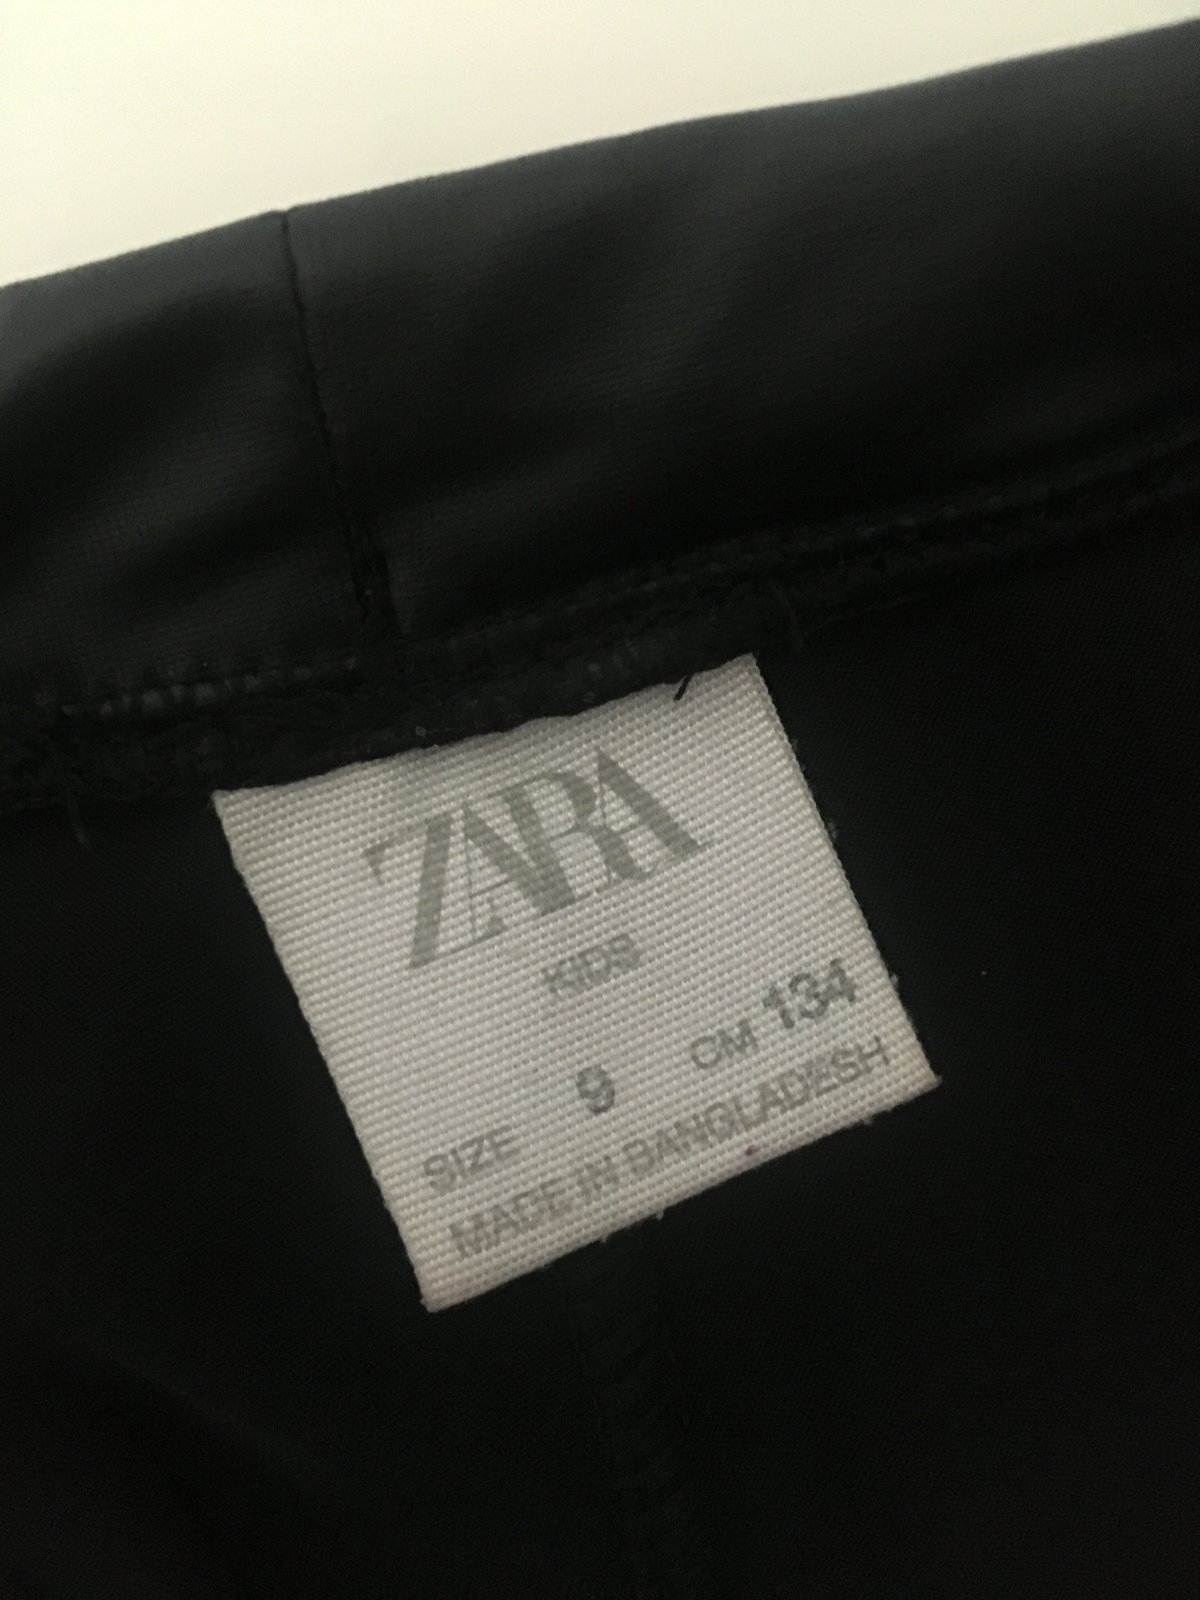 ZARA
KIDS
SIZE 9 CM 134
MADE IN BANGLADESH